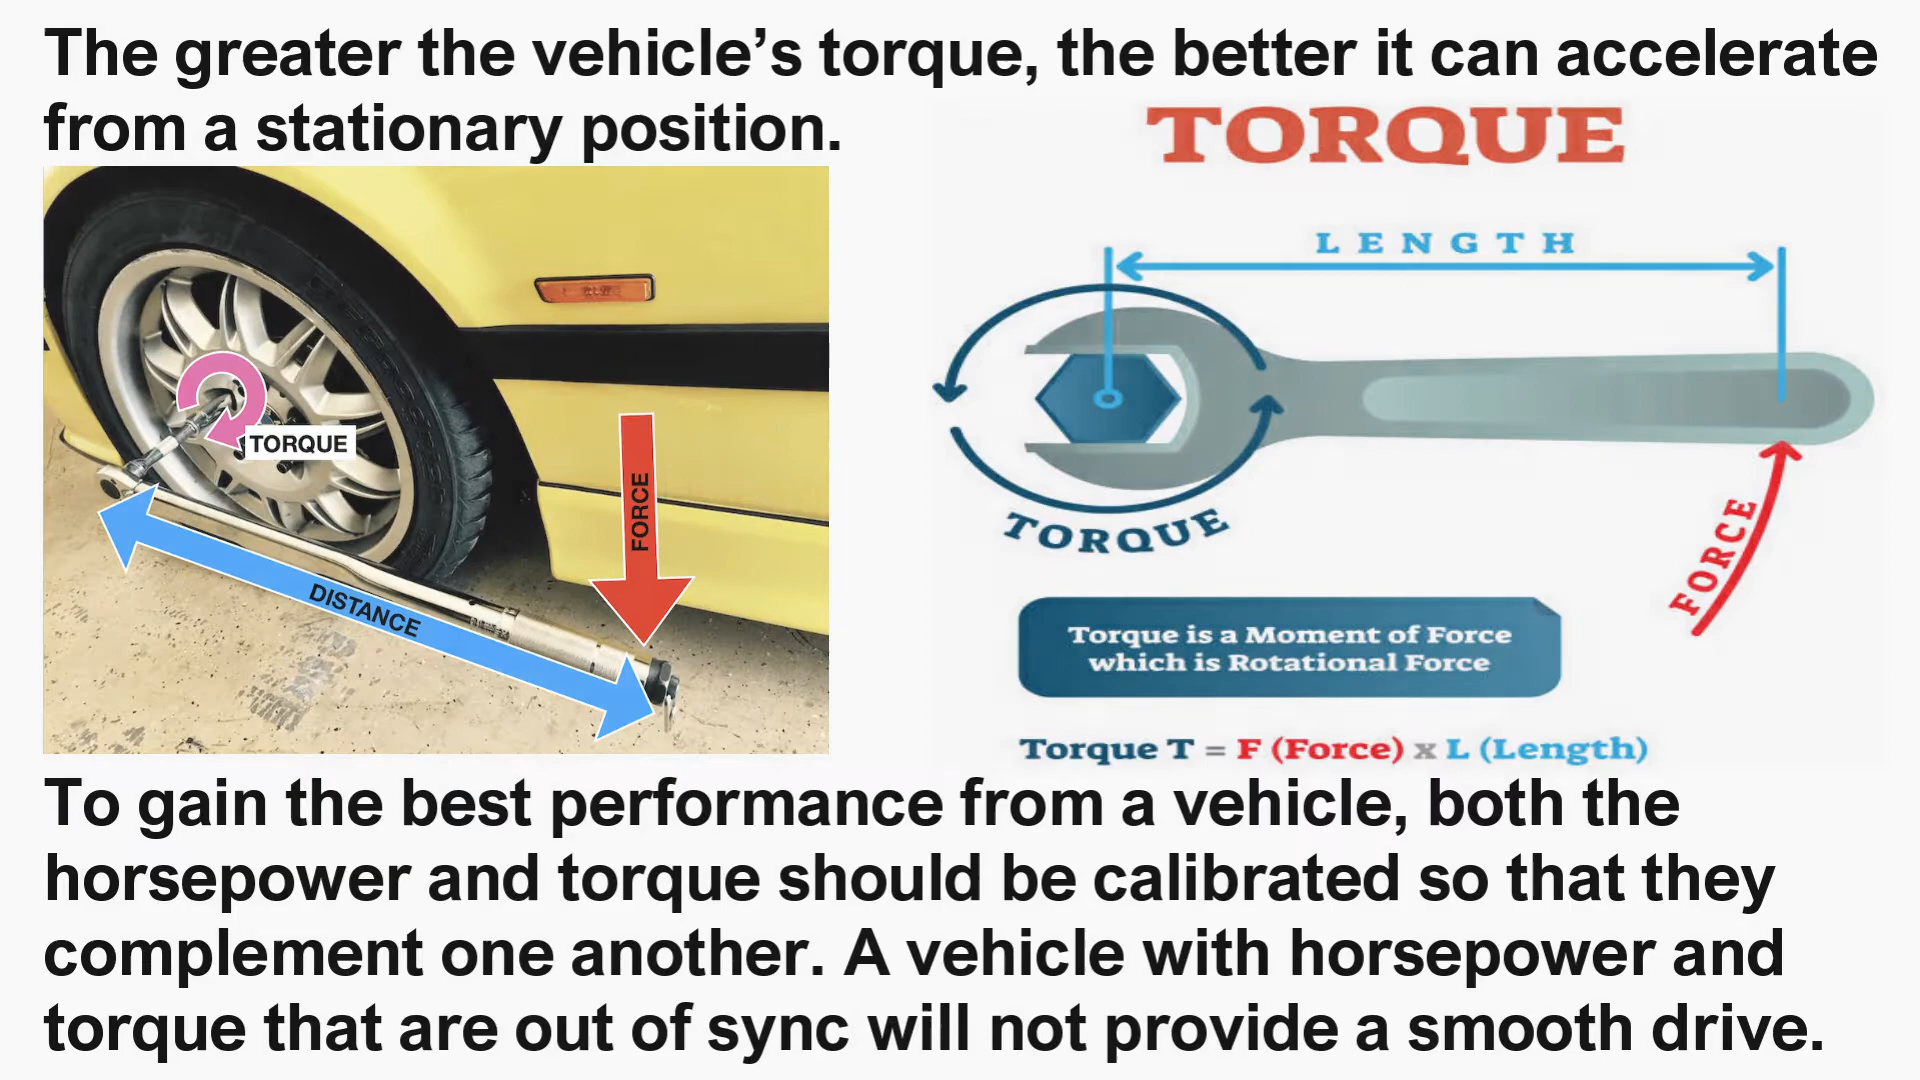 The greater the vehicle’s torque, the better it can accelerate
from a stationary position.
TORQUE
LENGTH
TORQUE
FORCE
DISTANCE
TORQUE
FORCE
Torque is a Moment of Force
which is Rotational Force
Torque T = F (Force) x L (Length)
To gain the best performance from a vehicle, both the
horsepower and torque should be calibrated so that they
complement one another. A vehicle with horsepower and
torque that are out of sync will not provide a smooth drive.